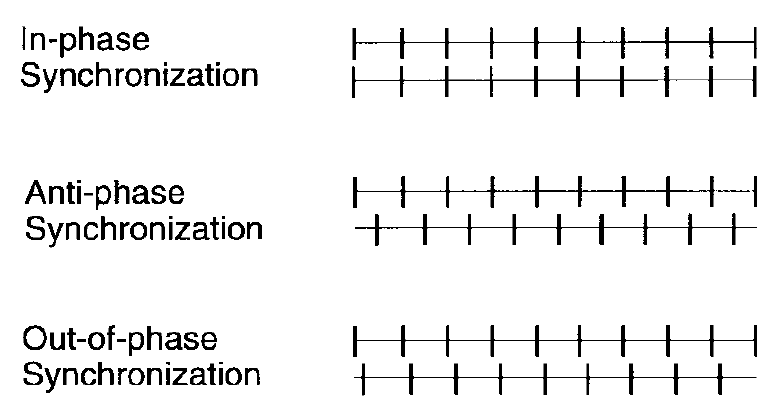 In-phase
Synchronization
Anti-phase
Synchronization
Out-of-phase
Synchronization